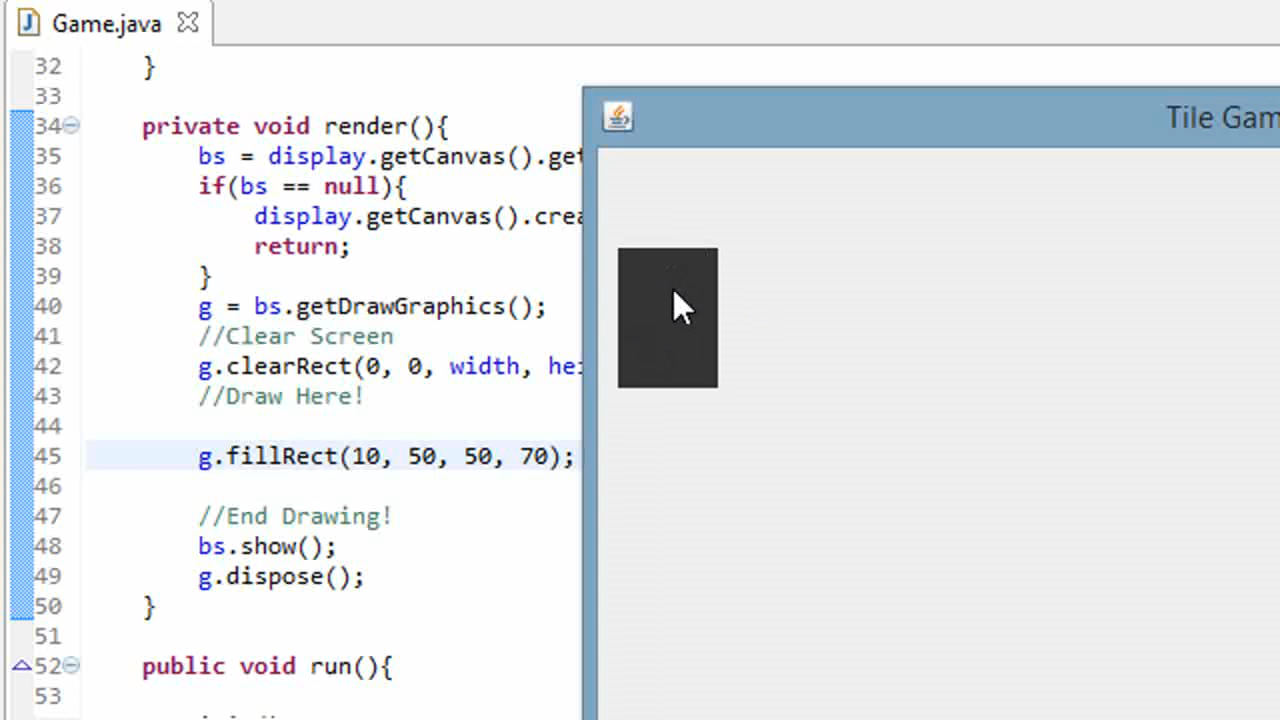 Game.java
32 }
33
34 private void render(){
35 bs = display.getCanvas().get
36 if(bs == null){
37 display.getCanvas().crea
38 return;
39 }
40 g = bs.getDrawGraphics();
41 //Clear Screen
42 g.clearRect(0, 0, width, hei
43 //Draw Here!
44
45 g.fillRect(10, 50, 50, 70);
46
47 //End Drawing!
48 bs.show();
49 g.dispose();
50 }
51
52 public void run(){
53
Tile Gam